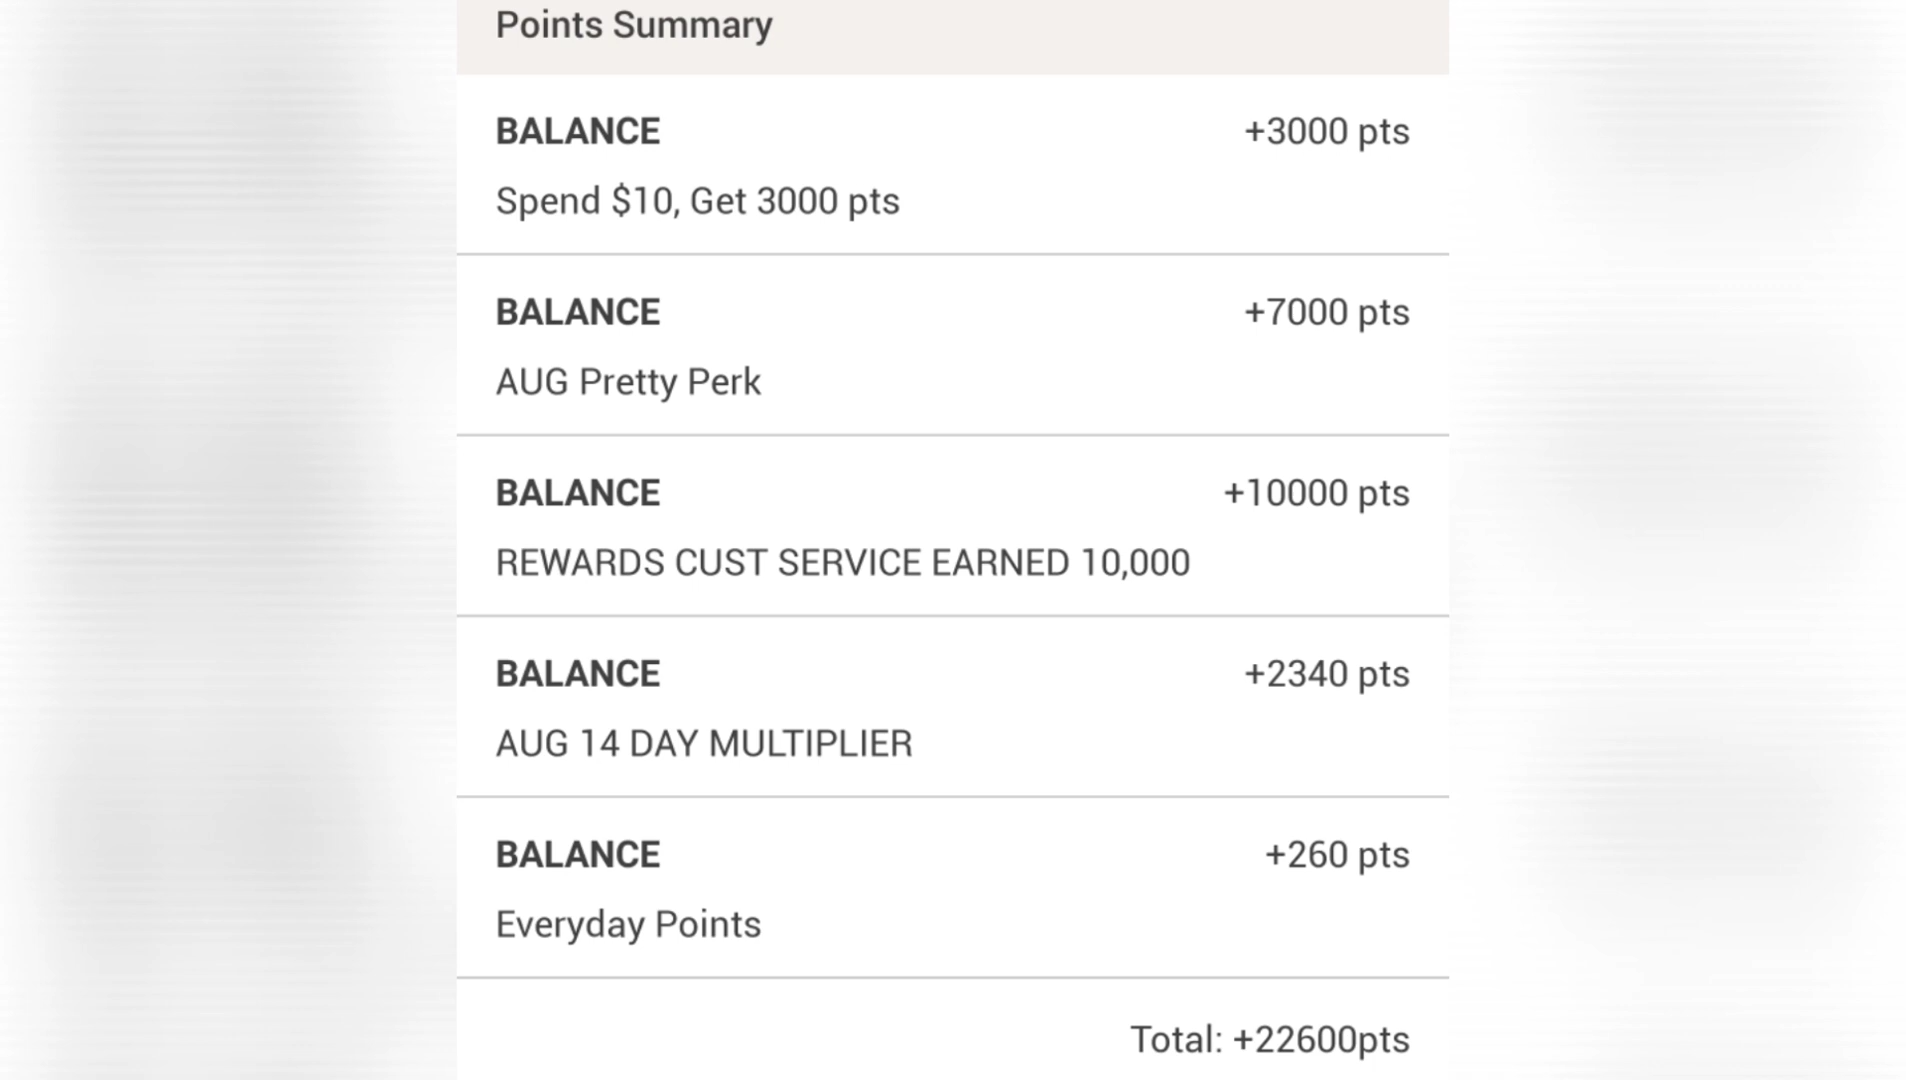 Points Summary
BALANCE +3000 pts
Spend $10, Get 3000 pts
BALANCE +7000 pts
AUG Pretty Perk
BALANCE +10000 pts
REWARDS CUST SERVICE EARNED 10,000
BALANCE +2340 pts
AUG 14 DAY MULTIPLIER
BALANCE +260 pts
Everyday Points
Total: +22600pts